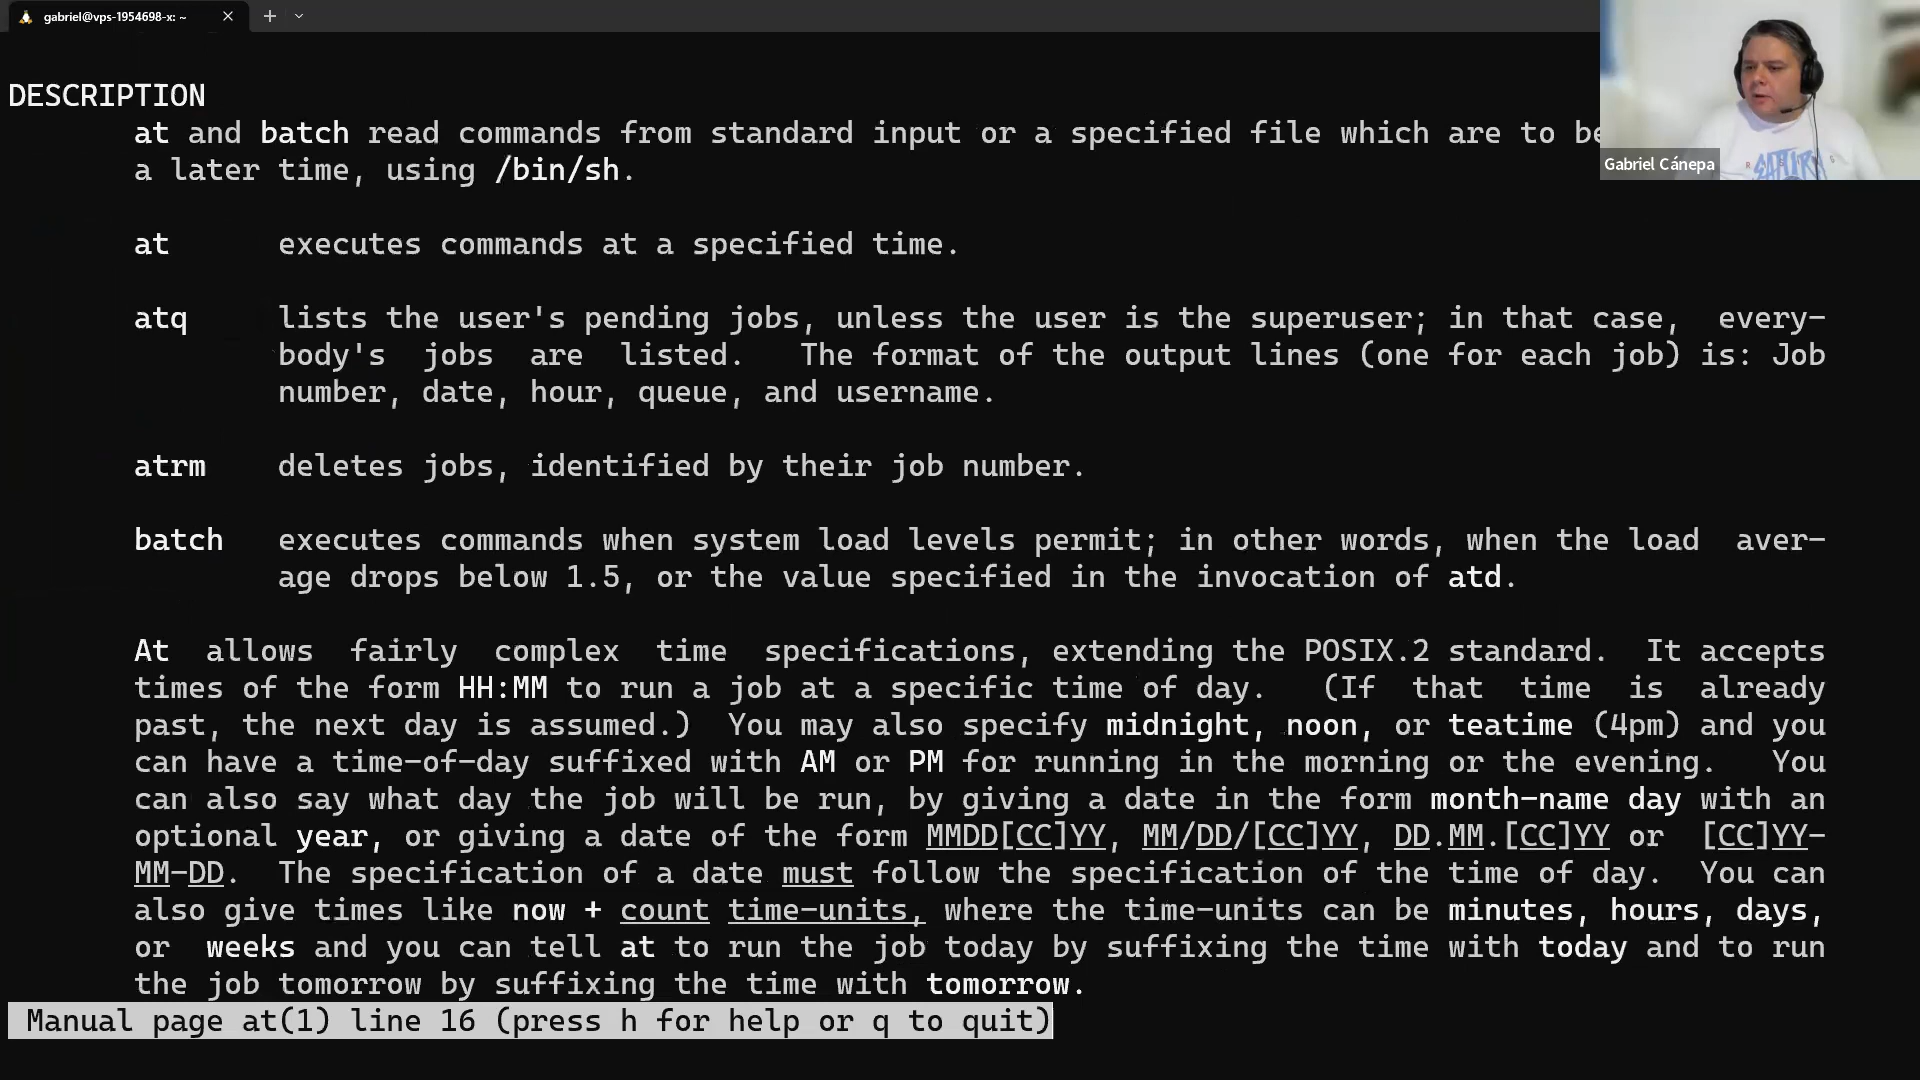 gabriel@vps-1954698-x: ~
DESCRIPTION
at and batch read commands from standard input or a specified file which are to be
a later time, using /bin/sh.
at executes commands at a specified time.
atq lists the user's pending jobs, unless the user is the superuser; in that case, every-
body's jobs are listed. The format of the output lines (one for each job) is: Job
number, date, hour, queue, and username.
atrm deletes jobs, identified by their job number.
batch executes commands when system load levels permit; in other words, when the load aver-
age drops below 1.5, or the value specified in the invocation of atd.
At allows fairly complex time specifications, extending the POSIX.2 standard. It accepts
times of the form HH:MM to run a job at a specific time of day. (If that time is already
past, the next day is assumed.) You may also specify midnight, noon, or teatime (4pm) and you
can have a time-of-day suffixed with AM or PM for running in the morning or the evening. You
can also say what day the job will be run, by giving a date in the form month-name day with an
optional year, or giving a date of the form MMDD[CC]YY, MM/DD/[CC]YY, DD.MM.[CC]YY or [CC]YY-
MM-DD. The specification of a date must follow the specification of the time of day. You can
also give times like now + count time-units, where the time-units can be minutes, hours, days,
or weeks and you can tell at to run the job today by suffixing the time with today and to run
the job tomorrow by suffixing the time with tomorrow.
Manual page at(1) line 16 (press h for help or q to quit)
Gabriel Cánepa